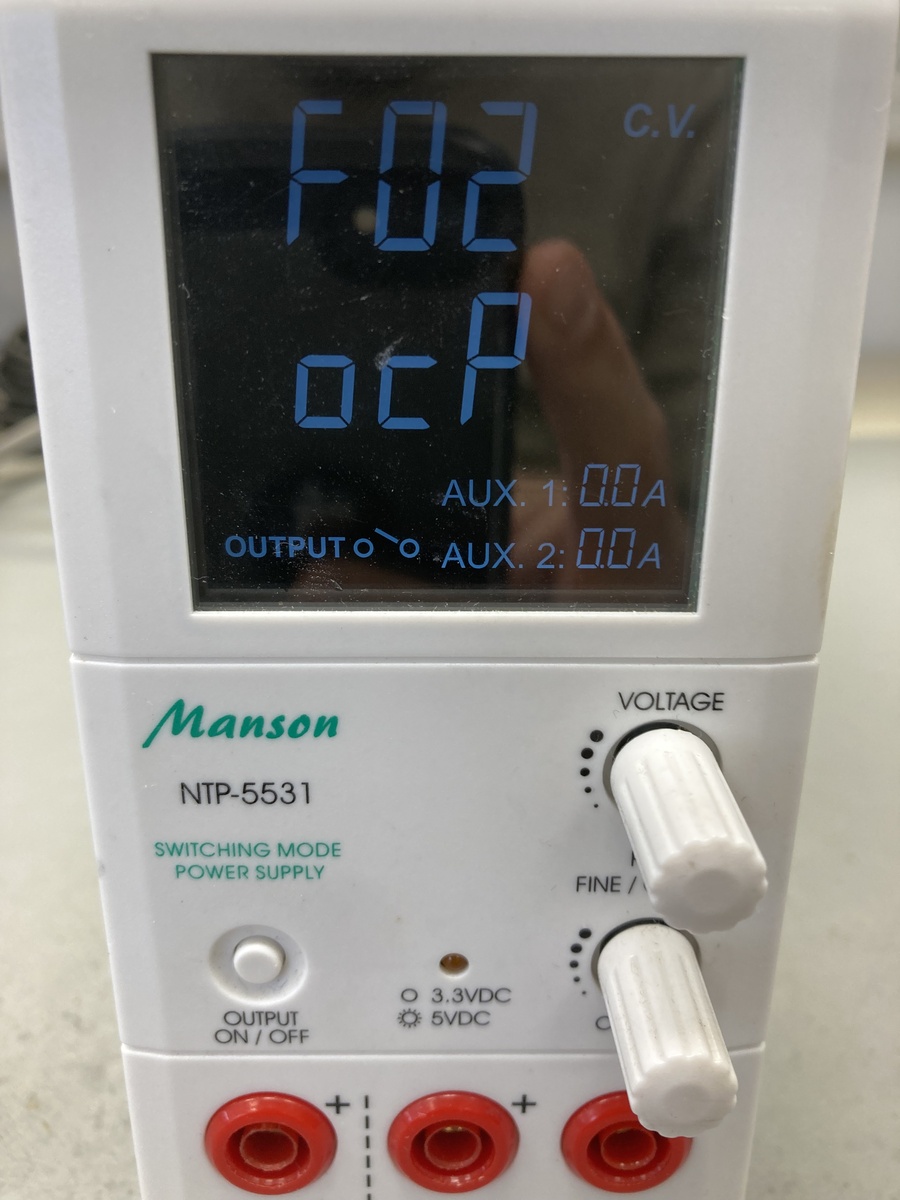 F02
C.V.
ocP
AUX. 1: 0.0A
OUTPUT
AUX. 2: 0.0A
Manson
NTP-5531
SWITCHING MODE
POWER SUPPLY
VOLTAGE
FINE /
OUTPUT
ON / OFF
3.3VDC
5VDC
+ +